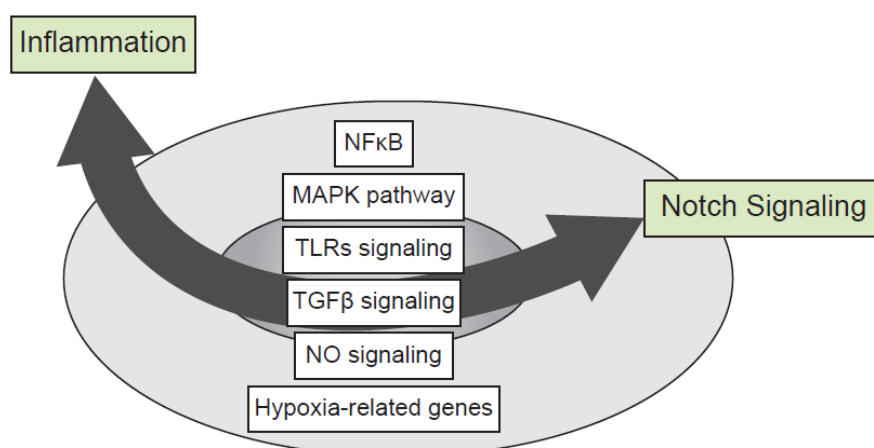 Inflammation
NFκB
MAPK pathway
Notch Signaling
TLRs signaling
TGFβ signaling
NO signaling
Hypoxia-related genes